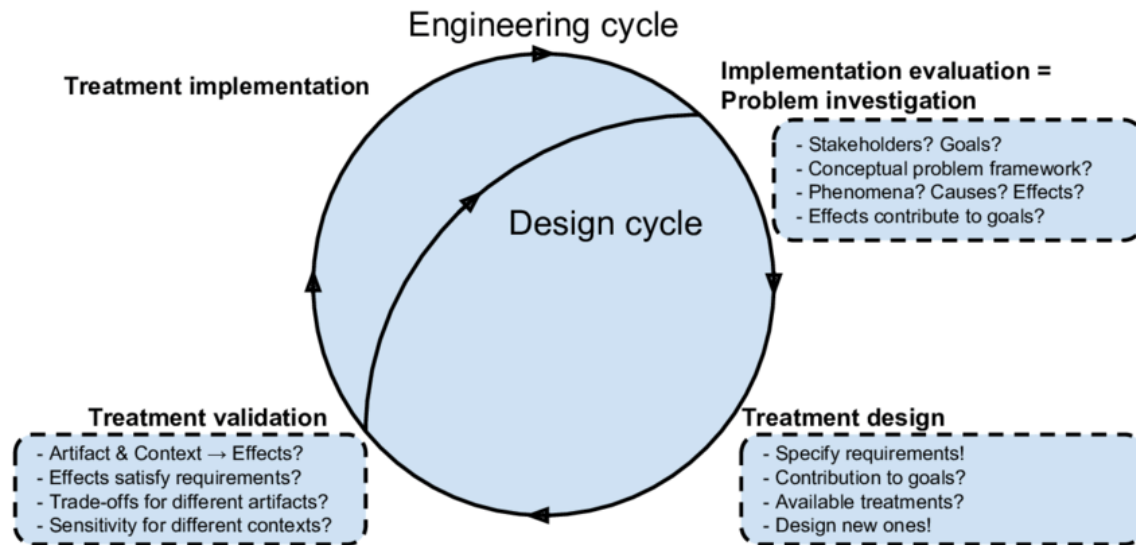 Engineering cycle
Treatment implementation
Implementation evaluation =
Problem investigation
- Stakeholders? Goals?
- Conceptual problem framework?
- Phenomena? Causes? Effects?
- Effects contribute to goals?
Design cycle
Treatment validation
- Artifact & Context → Effects?
- Effects satisfy requirements?
- Trade-offs for different artifacts?
- Sensitivity for different contexts?
Treatment design
- Specify requirements!
- Contribution to goals?
- Available treatments?
- Design new ones!